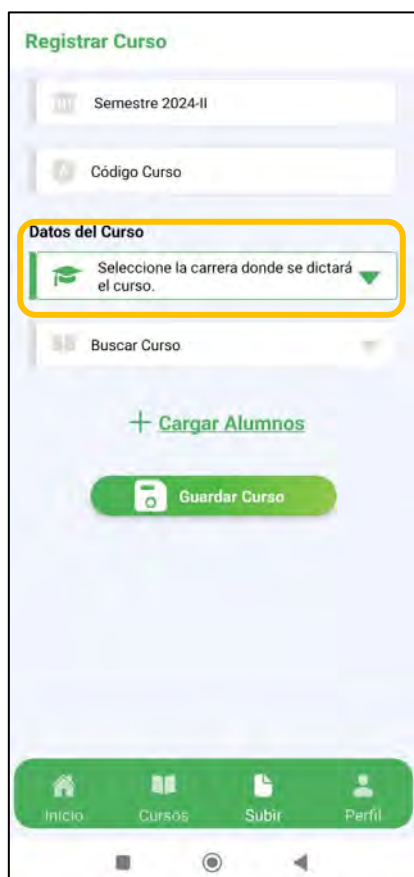 Registrar Curso
Semestre 2024-II
Código Curso
Datos del Curso
Seleccione la carrera donde se dictará
el curso.
Buscar Curso
+ Cargar Alumnos
Guardar Curso
Inicio Cursos Subir Perfil